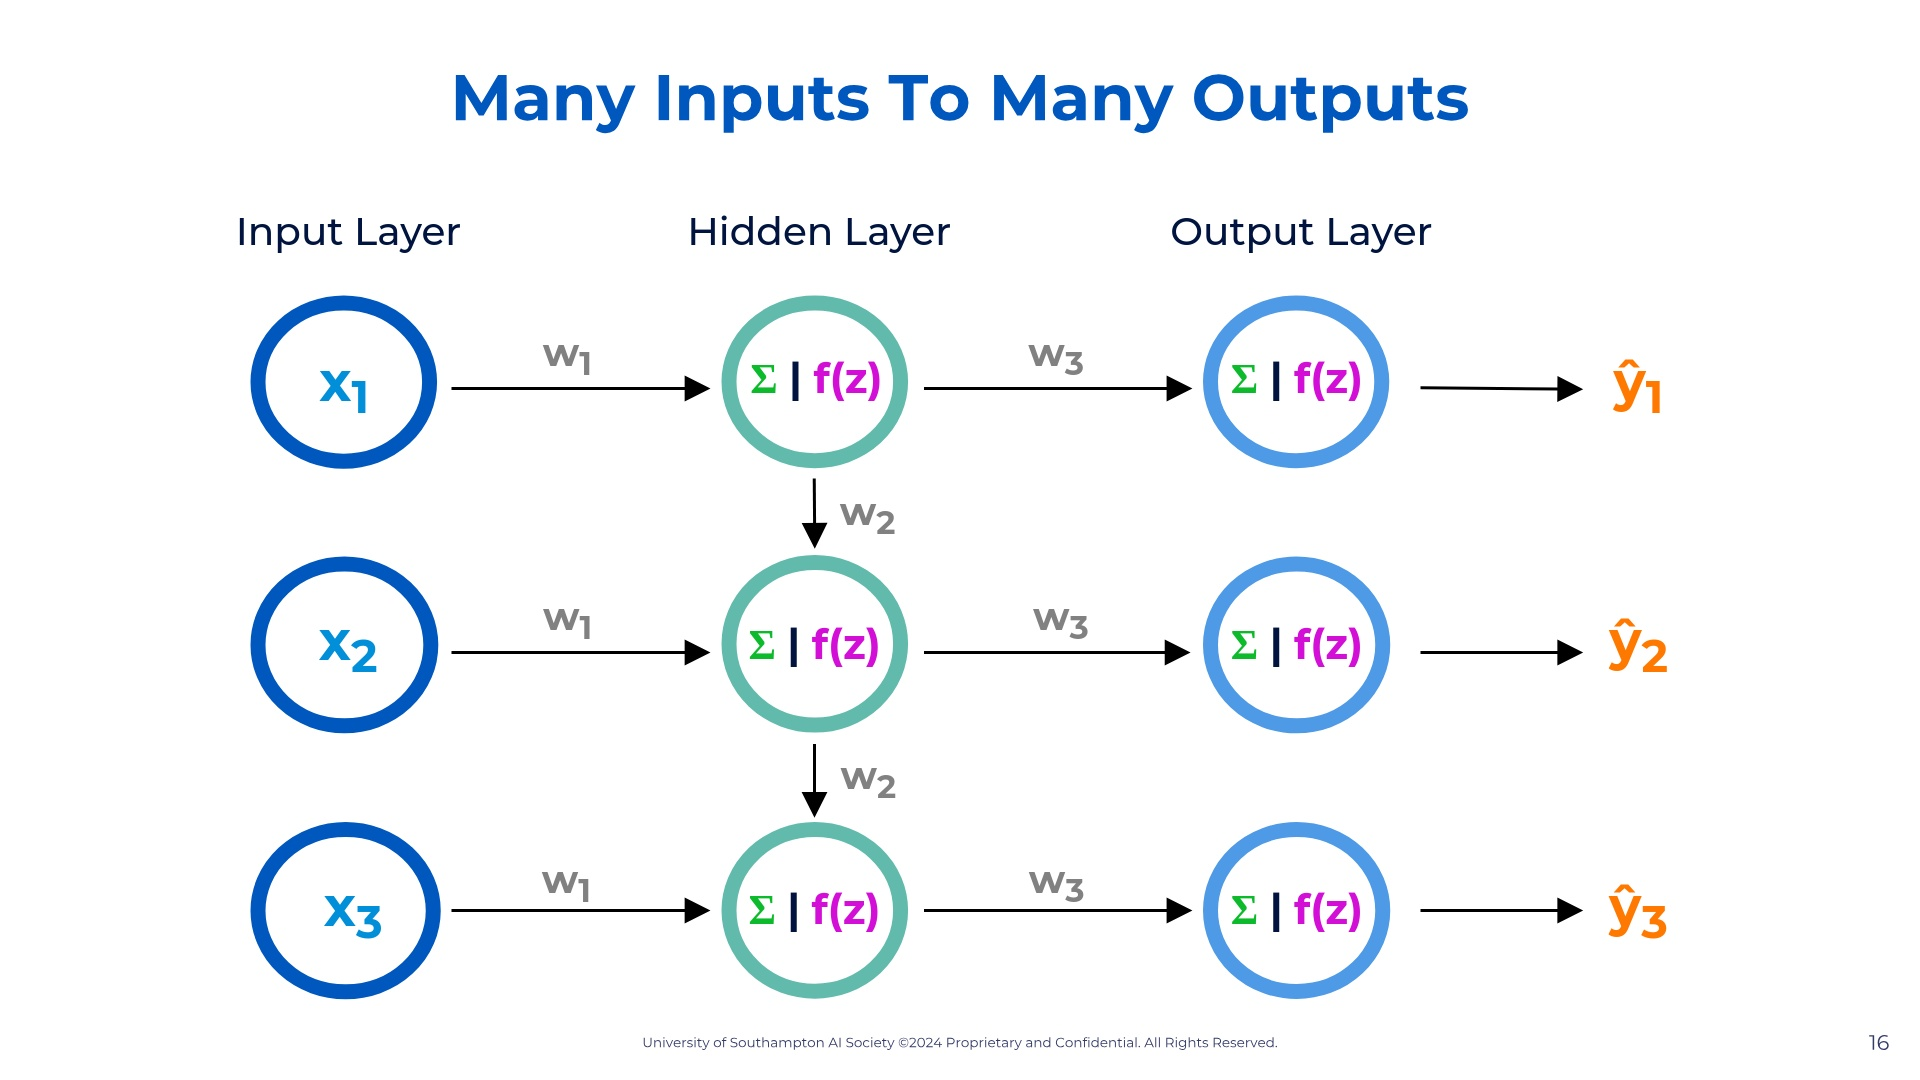 Many Inputs To Many Outputs
Input Layer Hidden Layer Output Layer
x₁ w₁ Σ | f(z) w₃ Σ | f(z) ŷ₁
w₂
x₂ w₁ Σ | f(z) w₃ Σ | f(z) ŷ₂
w₂
x₃ w₁ Σ | f(z) w₃ Σ | f(z) ŷ₃
University of Southampton AI Society ©2024 Proprietary and Confidential. All Rights Reserved.
16